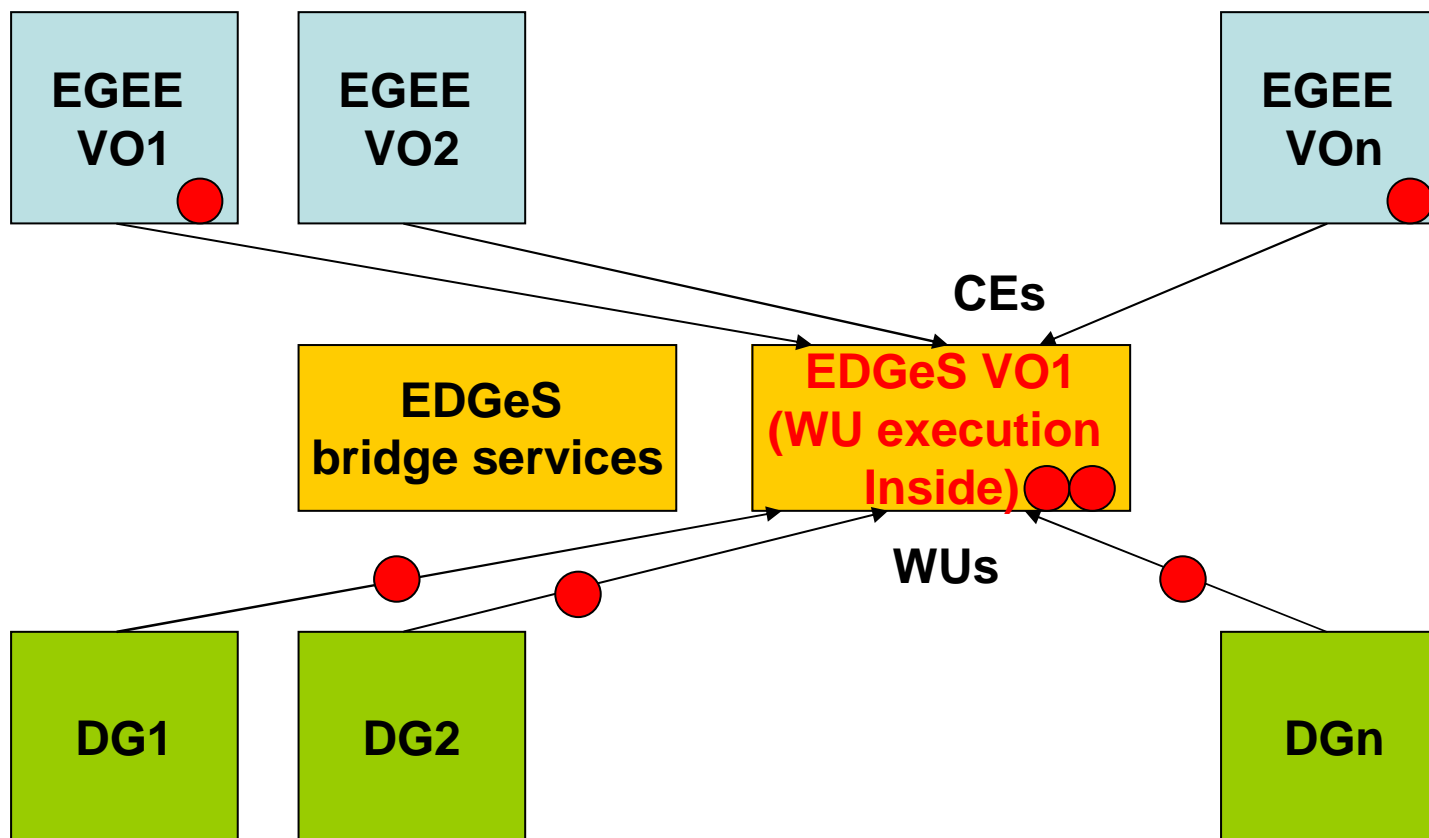 EGEE
VO1
EGEE
VO2
EGEE
VOn
CEs
EDGeS
bridge services
EDGeS VO1
(WU execution
Inside)
WUs
DG1
DG2
DGn